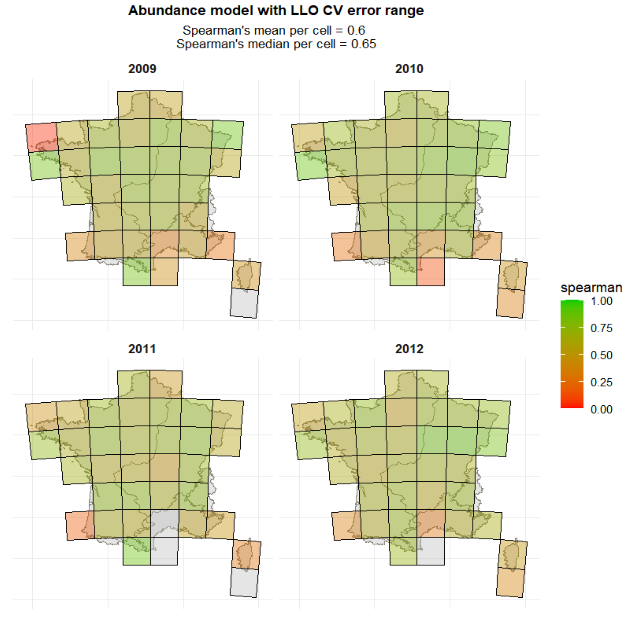 Abundance model with LLO CV error range
Spearman's mean per cell = 0.6
Spearman's median per cell = 0.65
2009
2010
2011
2012
spearman
1.00
0.75
0.50
0.25
0.00